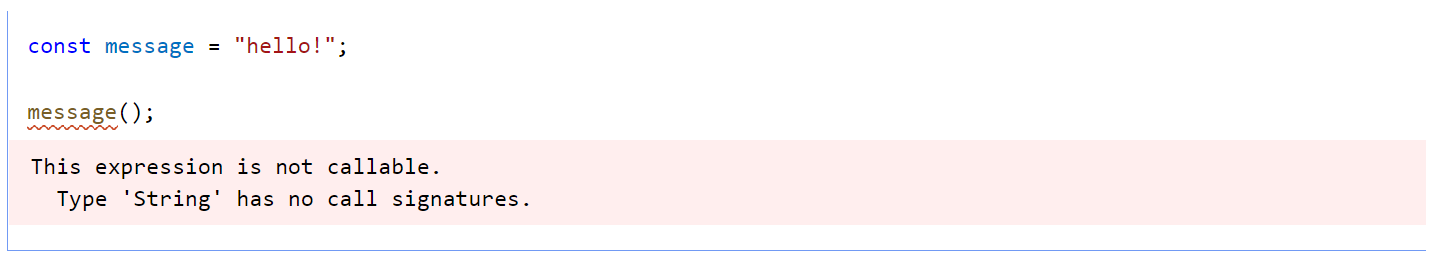 const message = "hello!";
message();
This expression is not callable.
Type 'String' has no call signatures.